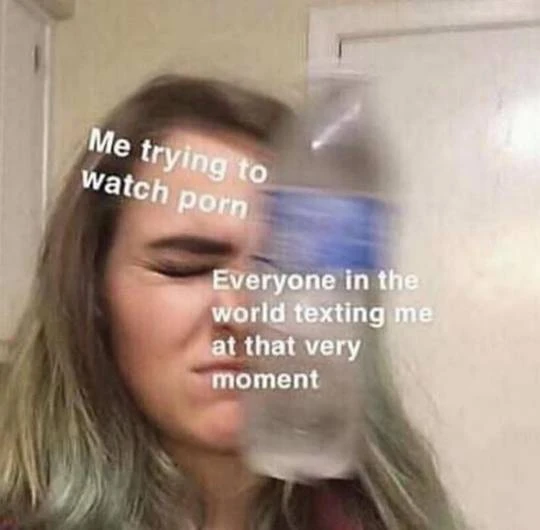 Me trying to
watch porn
Everyone in the
world texting me
at that very
moment